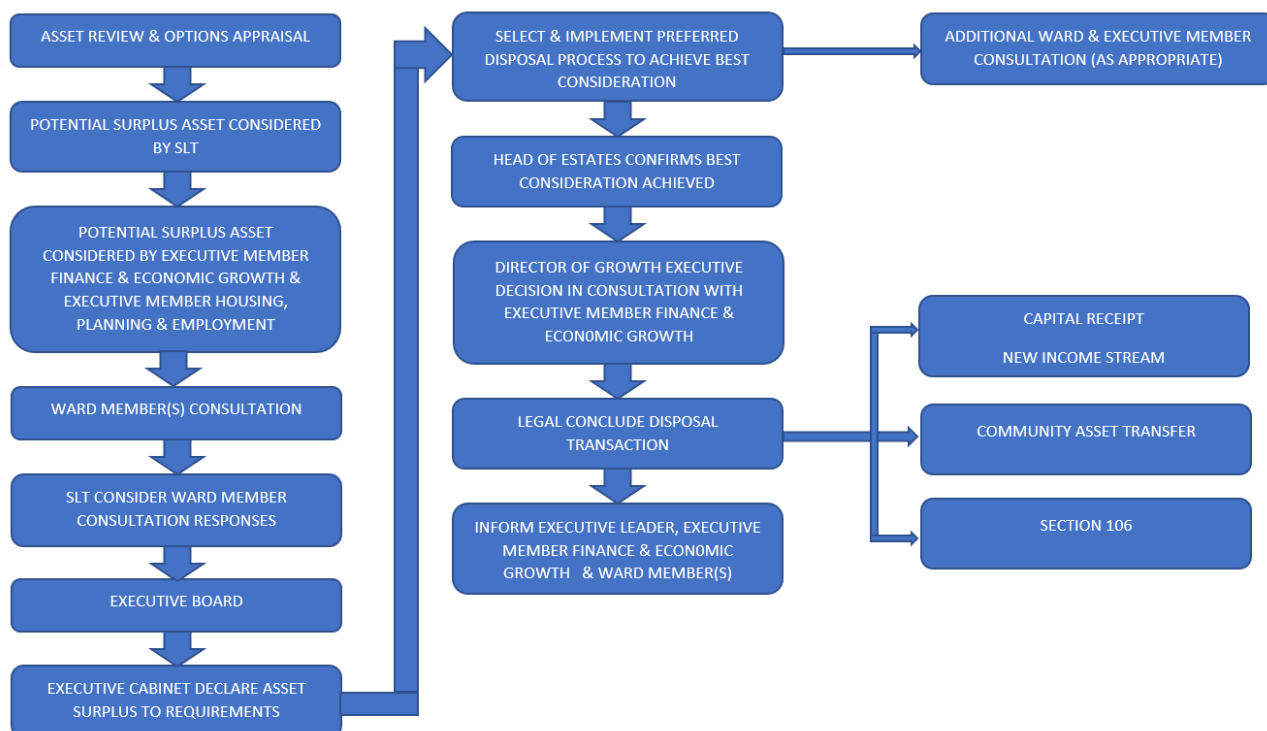 ASSET REVIEW & OPTIONS APPRAISAL
POTENTIAL SURPLUS ASSET CONSIDERED
BY SLT
POTENTIAL SURPLUS ASSET
CONSIDERED BY EXECUTIVE MEMBER
FINANCE & ECONOMIC GROWTH &
EXECUTIVE MEMBER HOUSING,
PLANNING & EMPLOYMENT
WARD MEMBER(S) CONSULTATION
SLT CONSIDER WARD MEMBER
CONSULTATION RESPONSES
EXECUTIVE BOARD
EXECUTIVE CABINET DECLARE ASSET
SURPLUS TO REQUIREMENTS
SELECT & IMPLEMENT PREFERRED
DISPOSAL PROCESS TO ACHIEVE BEST
CONSIDERATION
ADDITIONAL WARD & EXECUTIVE MEMBER
CONSULTATION (AS APPROPRIATE)
HEAD OF ESTATES CONFIRMS BEST
CONSIDERATION ACHIEVED
DIRECTOR OF GROWTH EXECUTIVE
DECISION IN CONSULTATION WITH
EXECUTIVE MEMBER FINANCE &
ECON0MIC GROWTH
LEGAL CONCLUDE DISPOSAL
TRANSACTION
INFORM EXECUTIVE LEADER, EXECUTIVE
MEMBER FINANCE & ECON0MIC
GROWTH & WARD MEMBER(S)
CAPITAL RECEIPT
NEW INCOME STREAM
COMMUNITY ASSET TRANSFER
SECTION 106